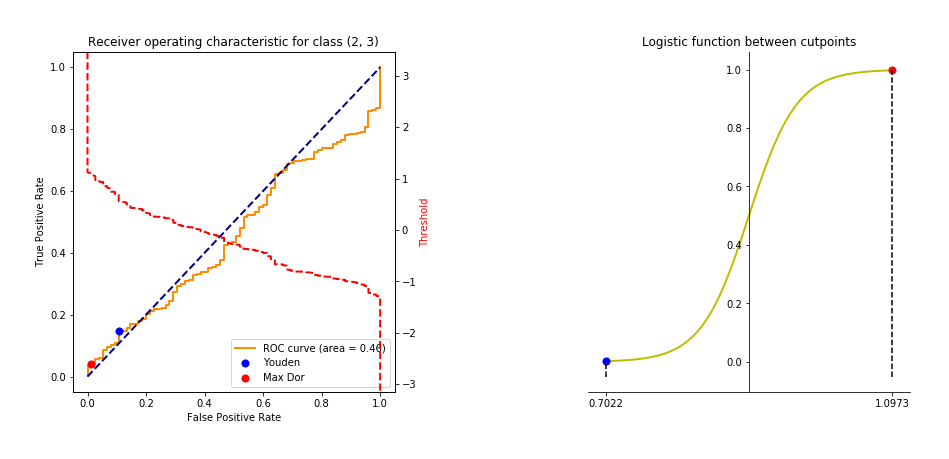 Receiver operating characteristic for class (2, 3)
1.0
0.8
0.6
0.4
0.2
0.0
True Positive Rate
3
2
1
0
−1
−2
−3
Threshold
ROC curve (area = 0.46)
Youden
Max Dor
0.0 0.2 0.4 0.6 0.8 1.0
False Positive Rate
Logistic function between cutpoints
1.0
0.8
0.6
0.4
0.2
0.0
0.7022 1.0973